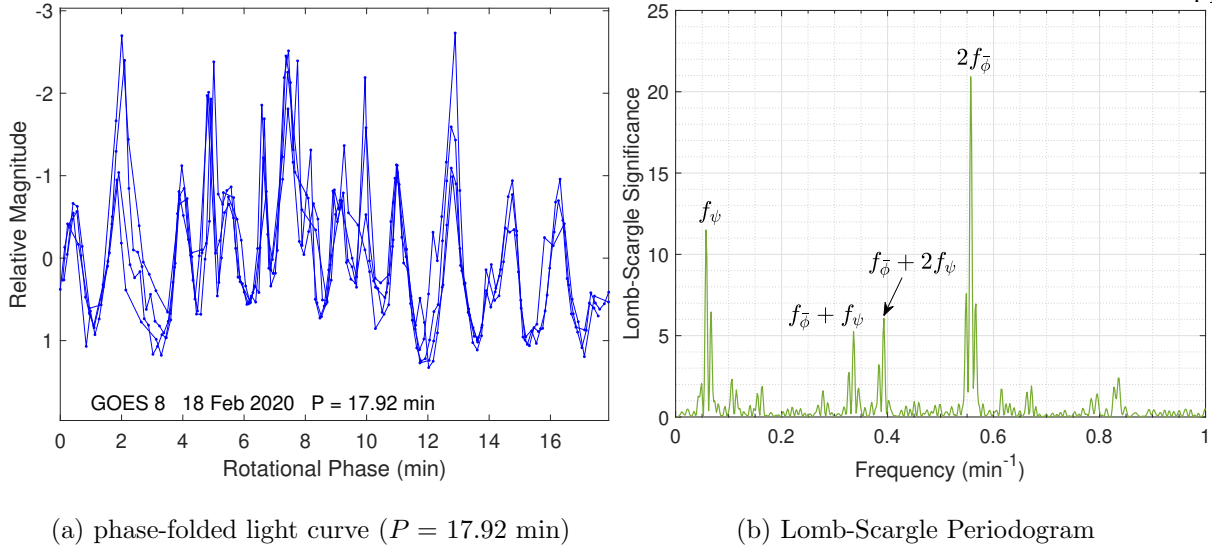 -3
-2
-1
0
1
Relative Magnitude
GOES 8 18 Feb 2020 P = 17.92 min
0 2 4 6 8 10 12 14 16
Rotational Phase (min)
(a) phase-folded light curve (P = 17.92 min)
25
20
15
10
5
0
Lomb-Scargle Significance
2f_ϕ̄
f_ψ
f_ϕ̄ + 2f_ψ
f_ϕ̄ + f_ψ
0 0.2 0.4 0.6 0.8 1
Frequency (min⁻¹)
(b) Lomb-Scargle Periodogram